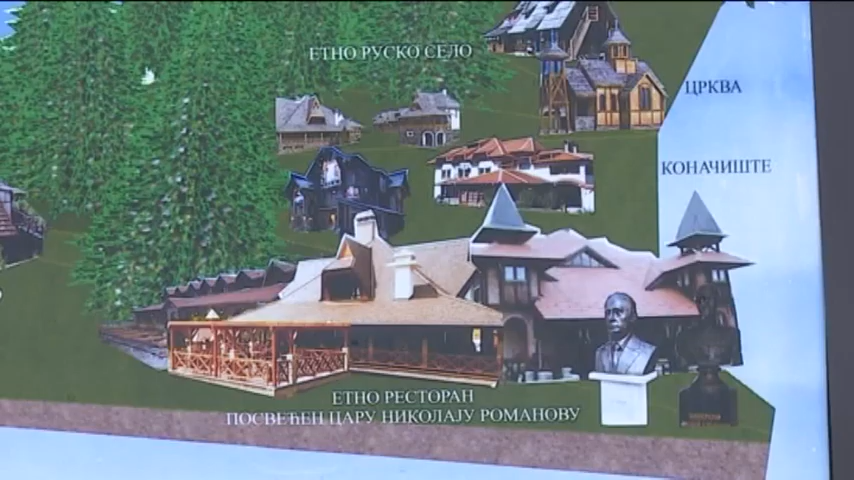 ЕТНО РУСКО СЕЛО
ЦРКВА
КОНАЧИШТЕ
ЕТНО РЕСТОРАН
ПОСВЕЋЕН ЦАРУ НИКОЛАЈУ РОМАНОВУ